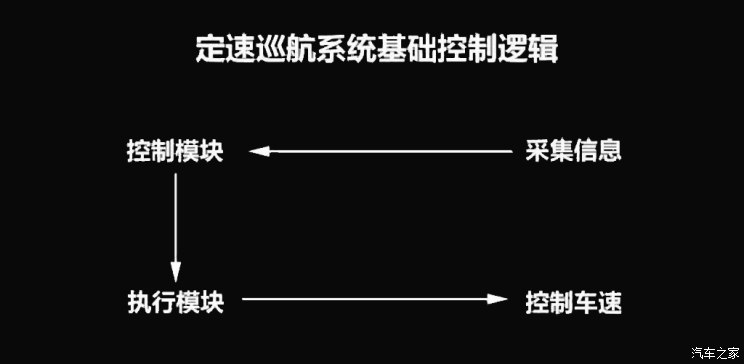 定速巡航系统基础控制逻辑
控制模块
采集信息
执行模块
控制车速
汽车之家